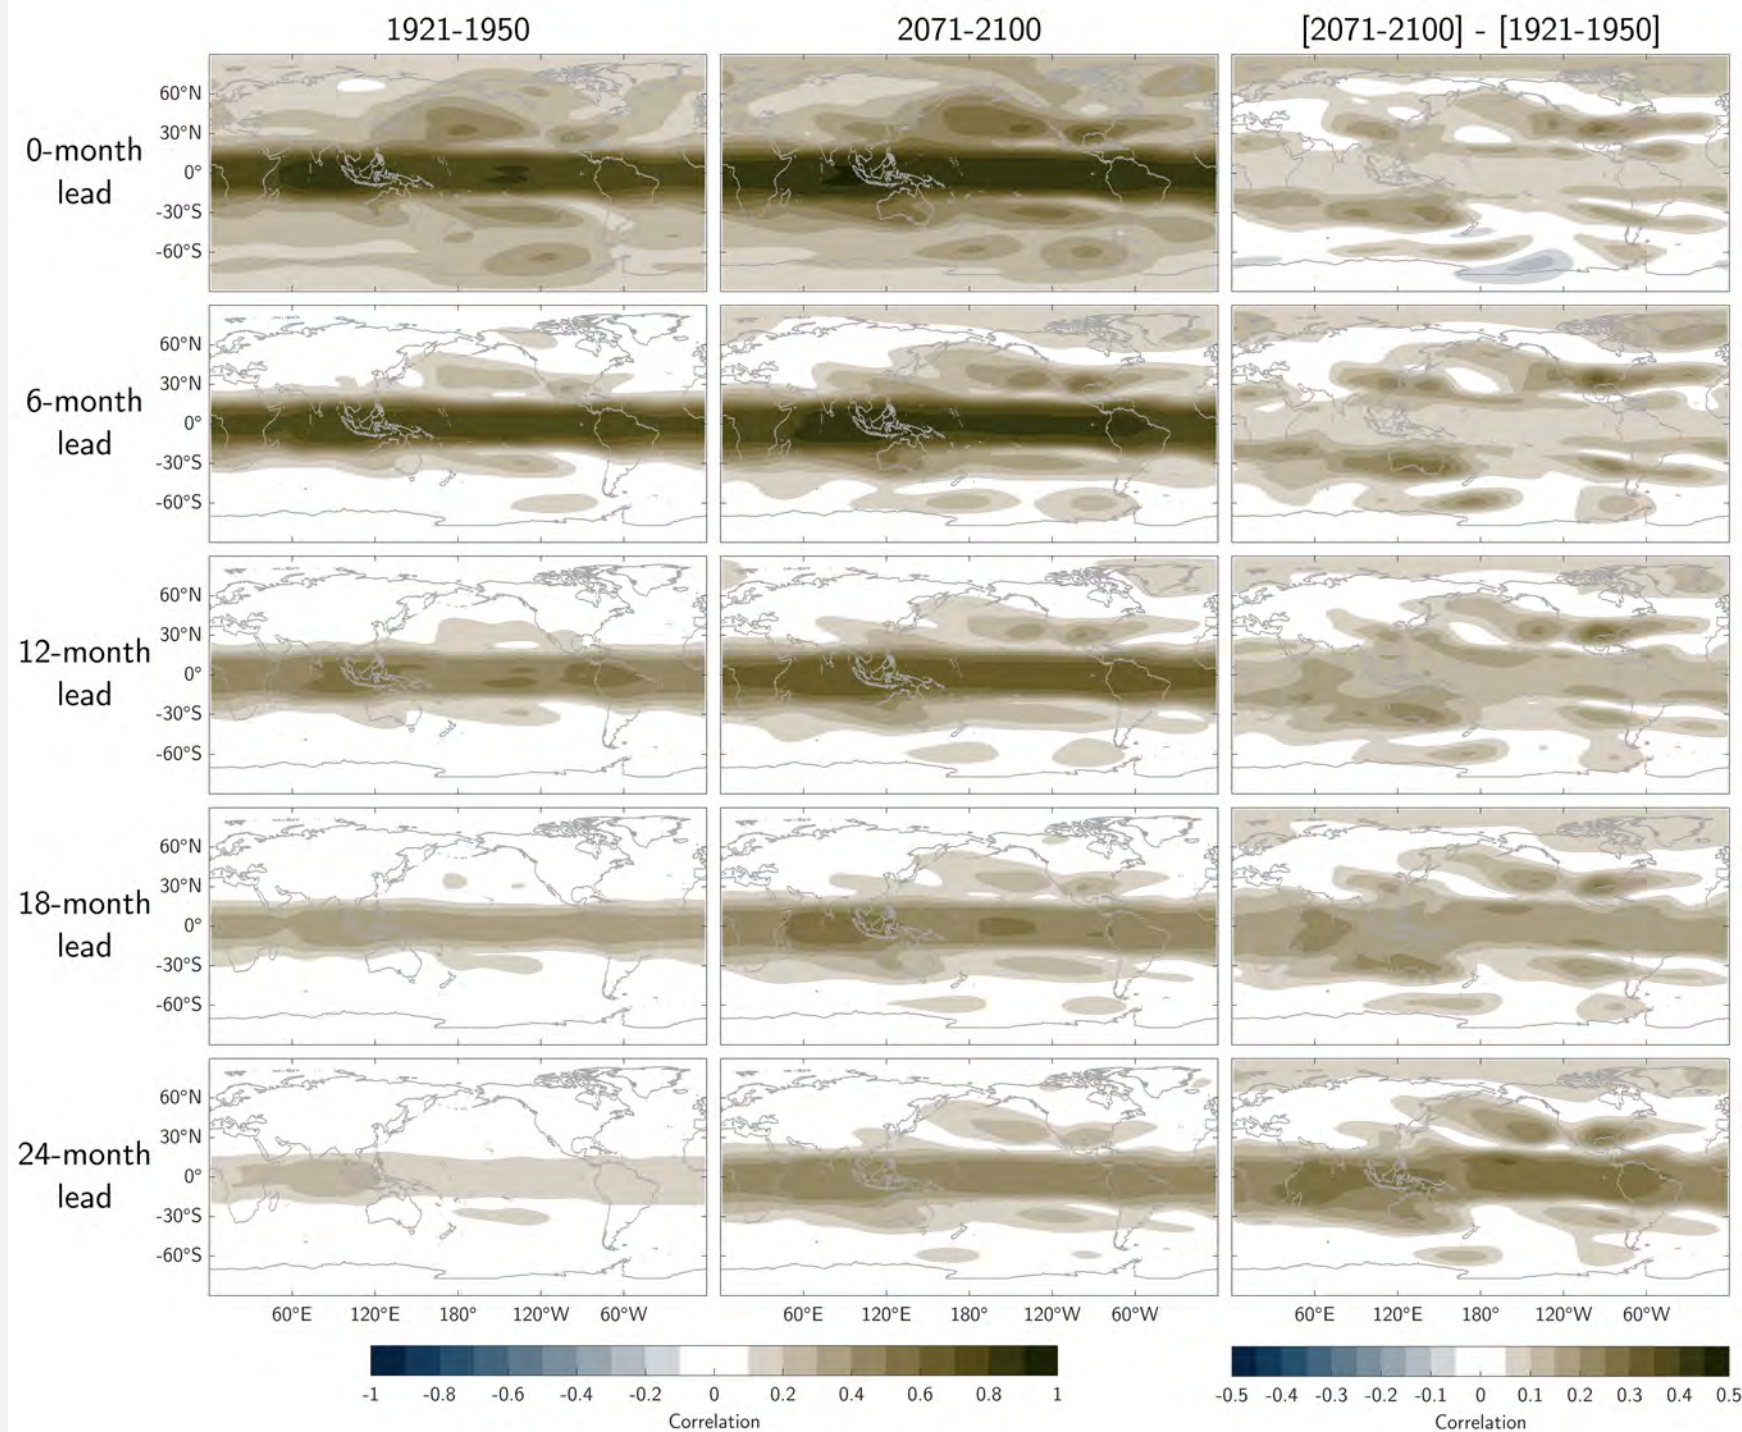 1921-1950 2071-2100 [2071-2100] - [1921-1950]
0-month
lead
60°N
30°N
0°
-30°S
-60°S
6-month
lead
60°N
30°N
0°
-30°S
-60°S
12-month
lead
60°N
30°N
0°
-30°S
-60°S
18-month
lead
60°N
30°N
0°
-30°S
-60°S
24-month
lead
60°N
30°N
0°
-30°S
-60°S
60°E 120°E 180° 120°W 60°W 60°E 120°E 180° 120°W 60°W 60°E 120°E 180° 120°W 60°W
-1 -0.8 -0.6 -0.4 -0.2 0 0.2 0.4 0.6 0.8 1 -0.5 -0.4 -0.3 -0.2 -0.1 0 0.1 0.2 0.3 0.4 0.5
Correlation Correlation